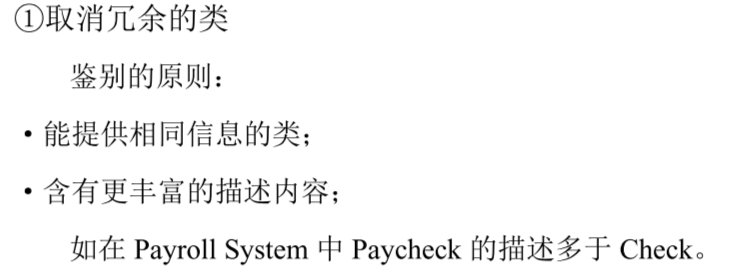 ①取消冗余的类
鉴别的原则：
·能提供相同信息的类；
·含有更丰富的描述内容；
如在 Payroll System 中 Paycheck 的描述多于 Check。